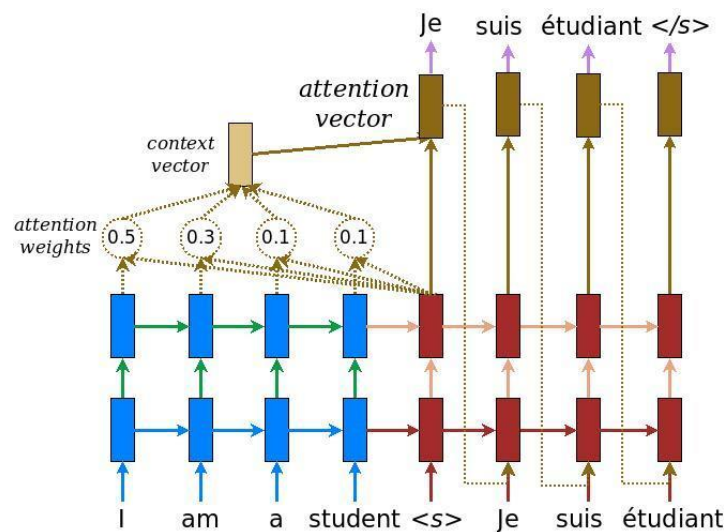 Je suis étudiant </s>
attention
vector
context
vector
attention
weights
0.5 0.3 0.1 0.1
I am a student <s> Je suis étudiant